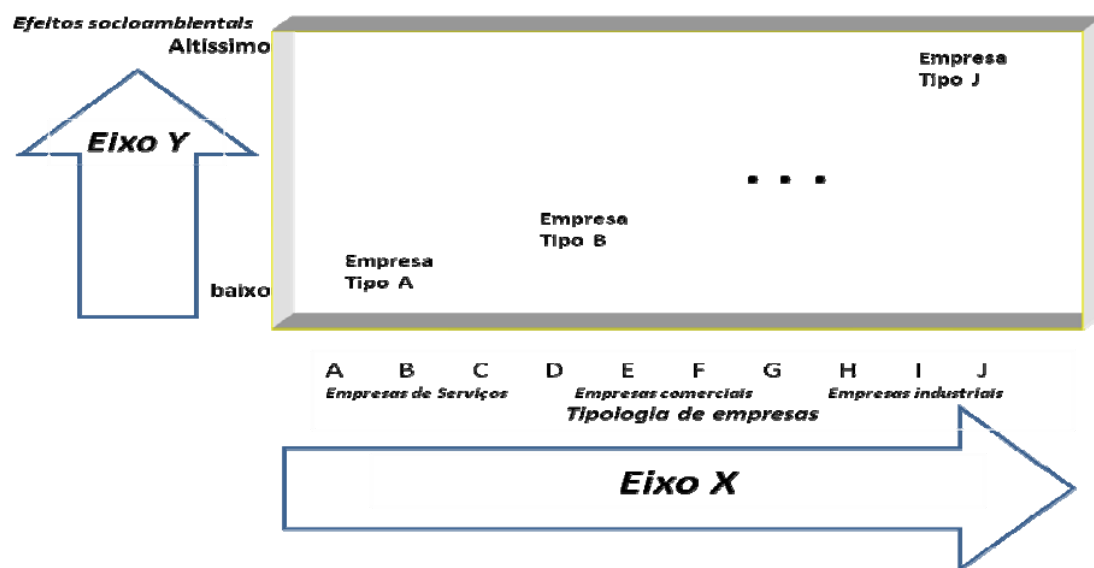 Efeitos socioambientais
Altíssimo
Eixo Y
baixo
Empresa
Tipo J
. . .
Empresa
Tipo B
Empresa
Tipo A
A B C D E F G H I J
Empresas de Serviços Empresas comerciais Empresas industriais
Tipologia de empresas
Eixo X